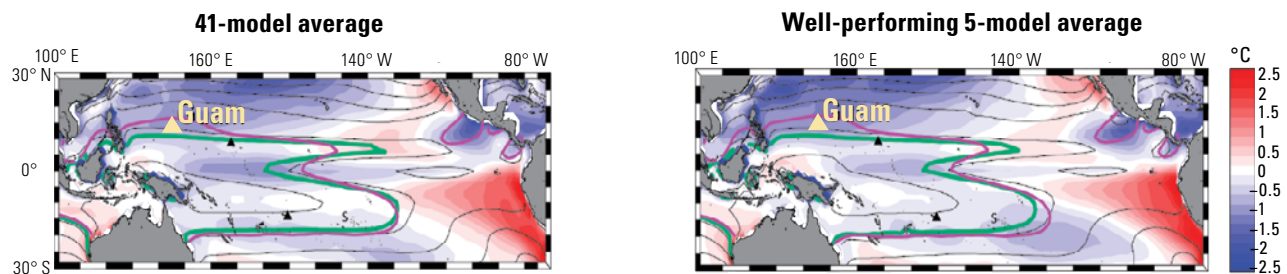 41-model average
Well-performing 5-model average
100° E
160° E
140° W
80° W
100° E
160° E
140° W
80° W
°C
30° N
0°
30° S
Guam
Guam
2.5
2
1.5
1
0.5
0
−0.5
−1
−1.5
−2
−2.5